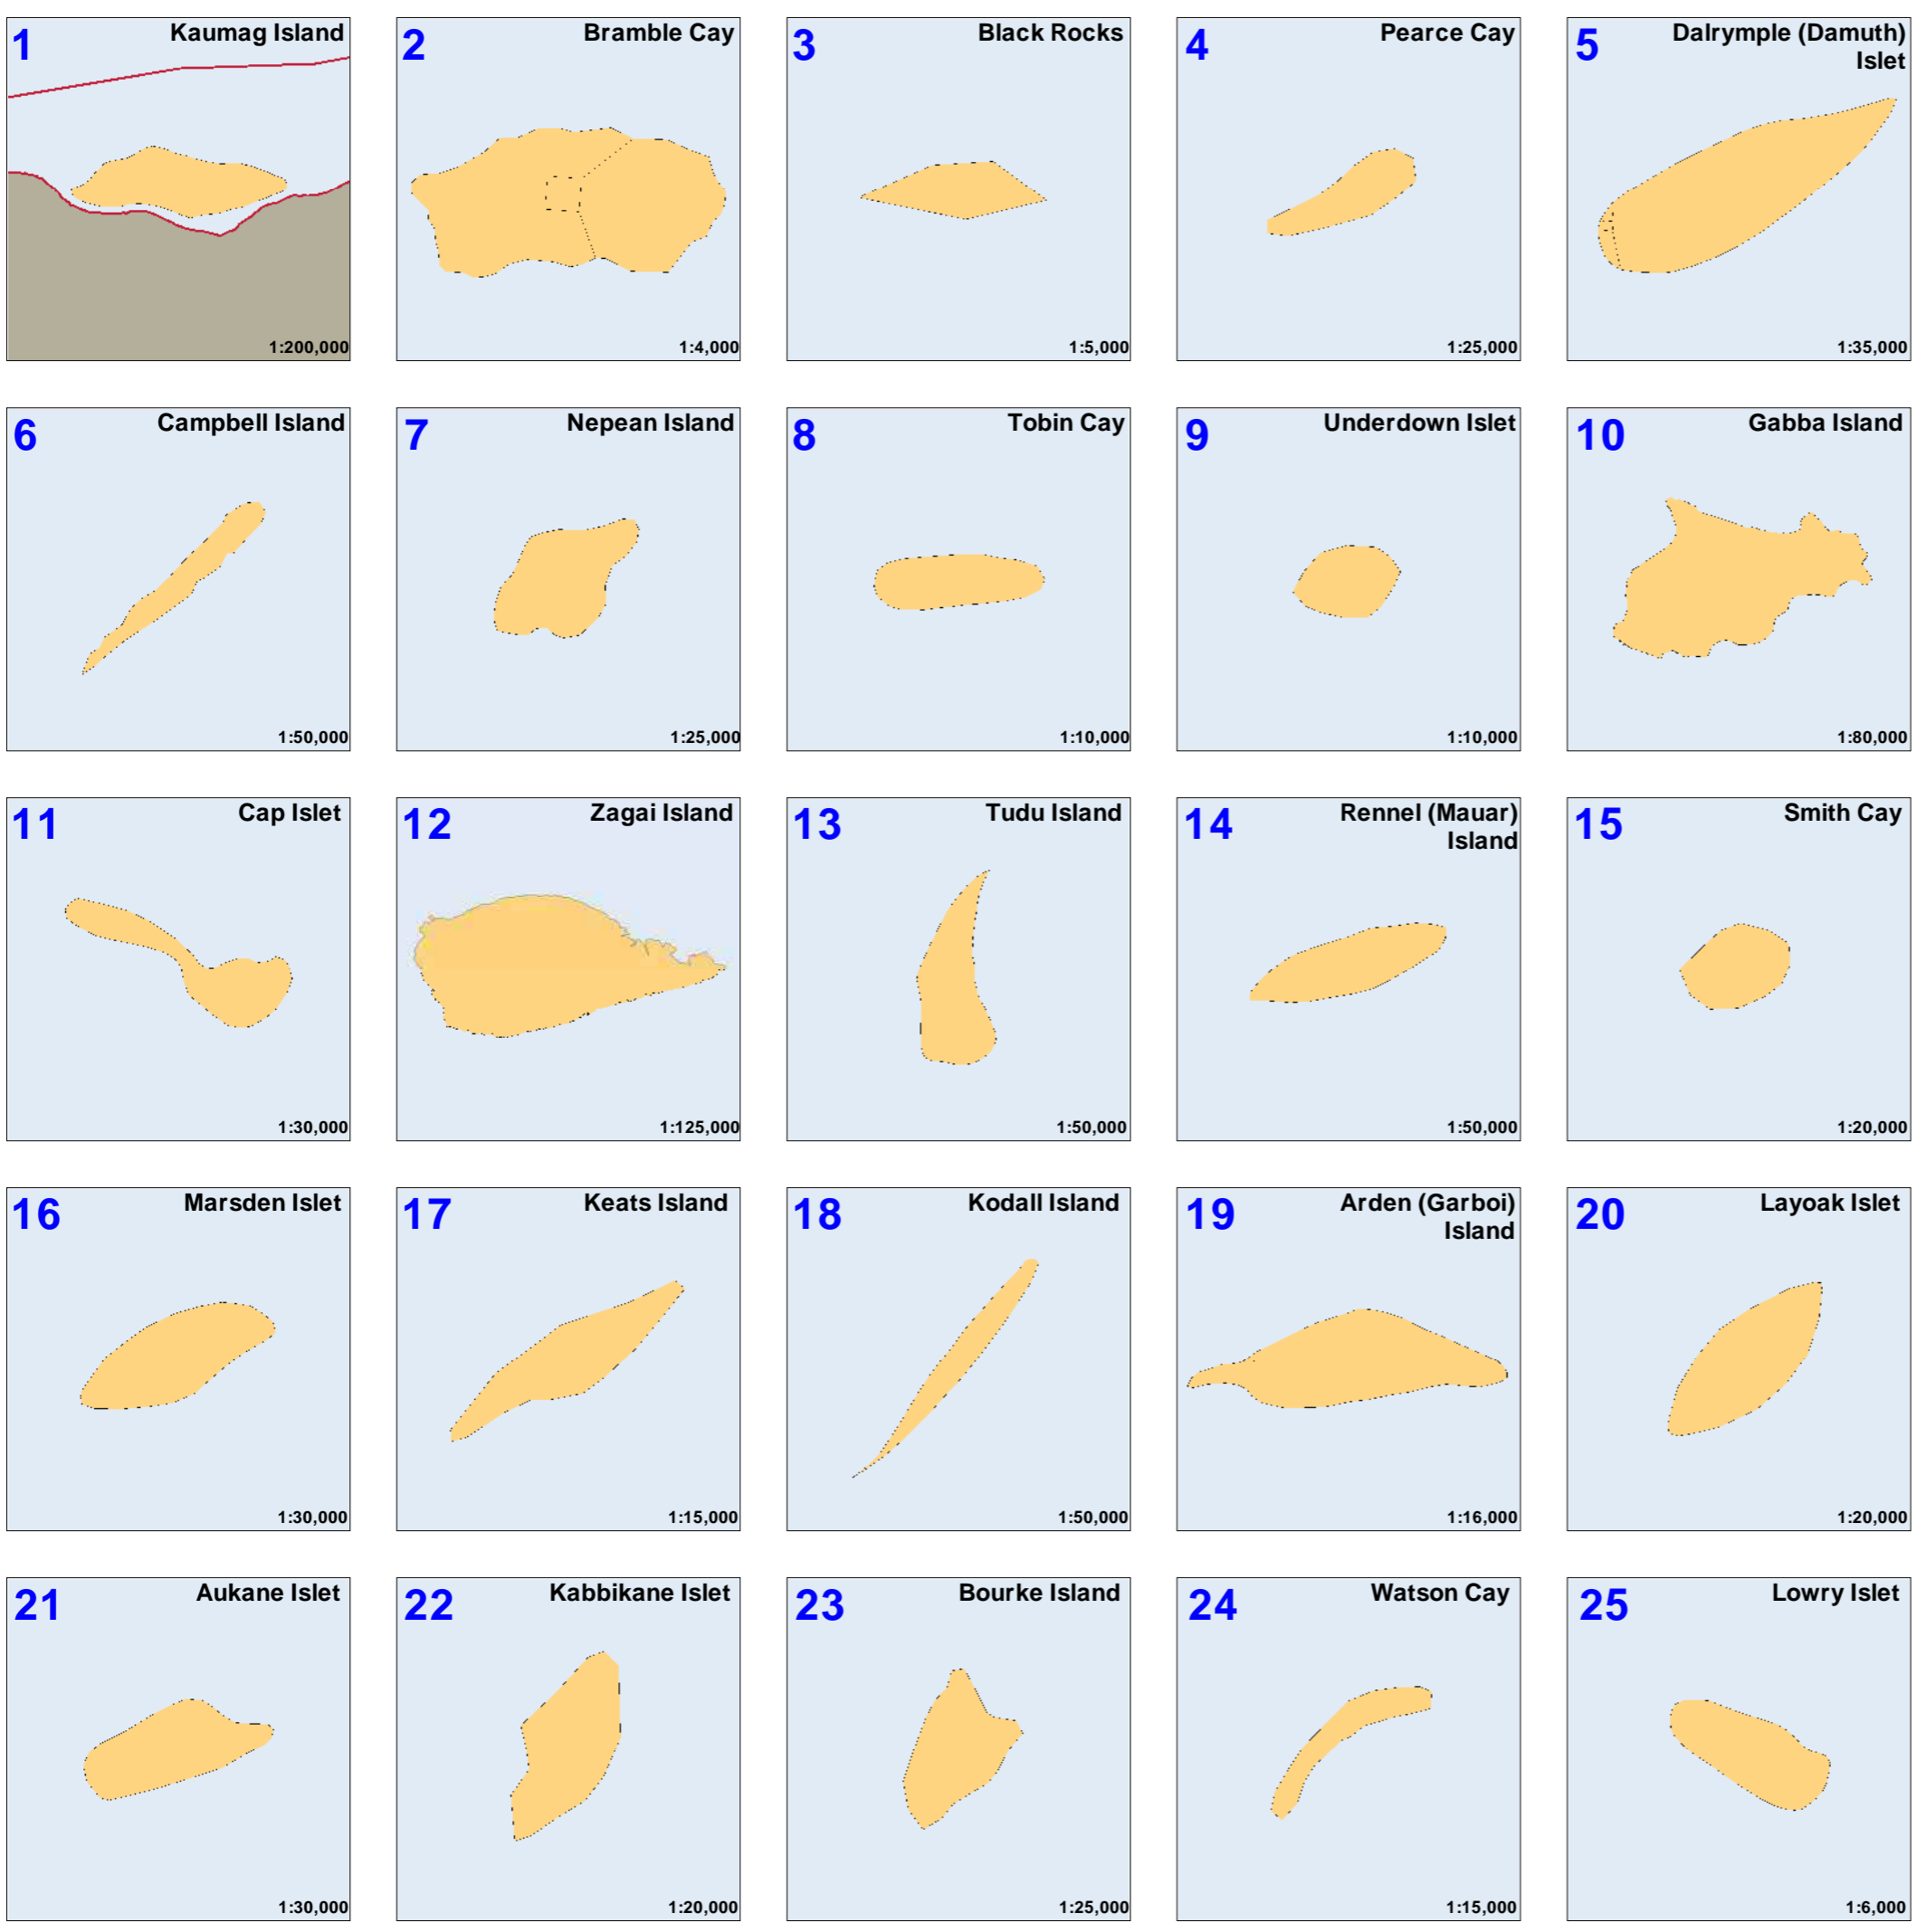 1
Kaumag Island
1:200,000
2
Bramble Cay
1:4,000
3
Black Rocks
1:5,000
4
Pearce Cay
1:25,000
5
Dalrymple (Damuth)
Islet
1:35,000
6
Campbell Island
1:50,000
7
Nepean Island
1:25,000
8
Tobin Cay
1:10,000
9
Underdown Islet
1:10,000
10
Gabba Island
1:80,000
11
Cap Islet
1:30,000
12
Zagai Island
1:125,000
13
Tudu Island
1:50,000
14
Rennel (Mauar)
Island
1:50,000
15
Smith Cay
1:20,000
16
Marsden Islet
1:30,000
17
Keats Island
1:15,000
18
Kodall Island
1:50,000
19
Arden (Garboi)
Island
1:16,000
20
Layoak Islet
1:20,000
21
Aukane Islet
1:30,000
22
Kabbikane Islet
1:20,000
23
Bourke Island
1:25,000
24
Watson Cay
1:15,000
25
Lowry Islet
1:6,000